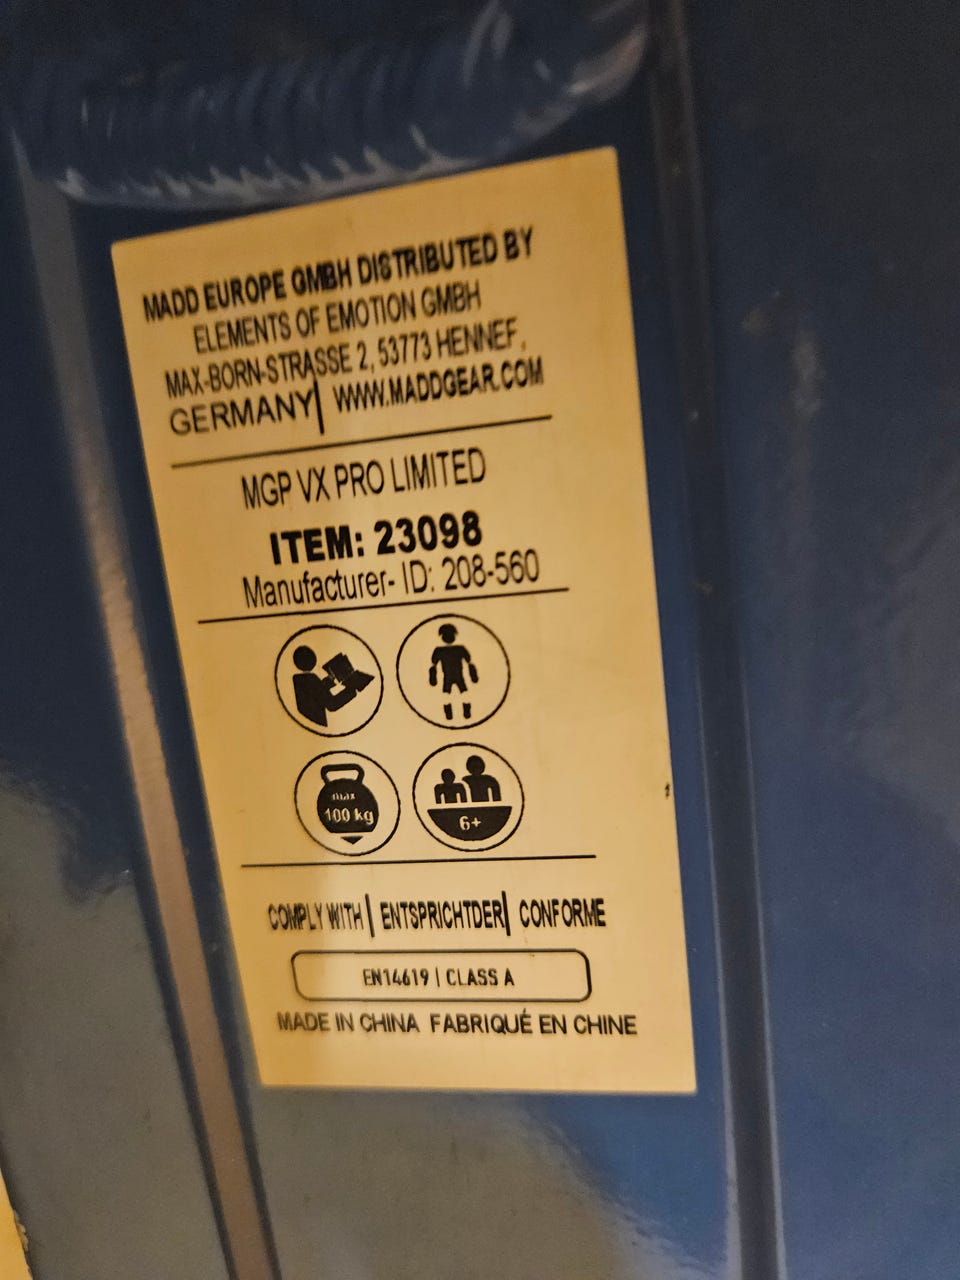 MADD EUROPE GMBH DISTRIBUTED BY
ELEMENTS OF EMOTION GMBH
MAX-BORN-STRASSE 2, 53773 HENNEF,
GERMANY| WWW.MADDGEAR.COM
MGP VX PRO LIMITED
ITEM: 23098
Manufacturer- ID: 208-560
max
100 kg
6+
COMPLY WITH | ENTSPRICHTDER| CONFORME
EN14619 | CLASS A
MADE IN CHINA FABRIQUÉ EN CHINE